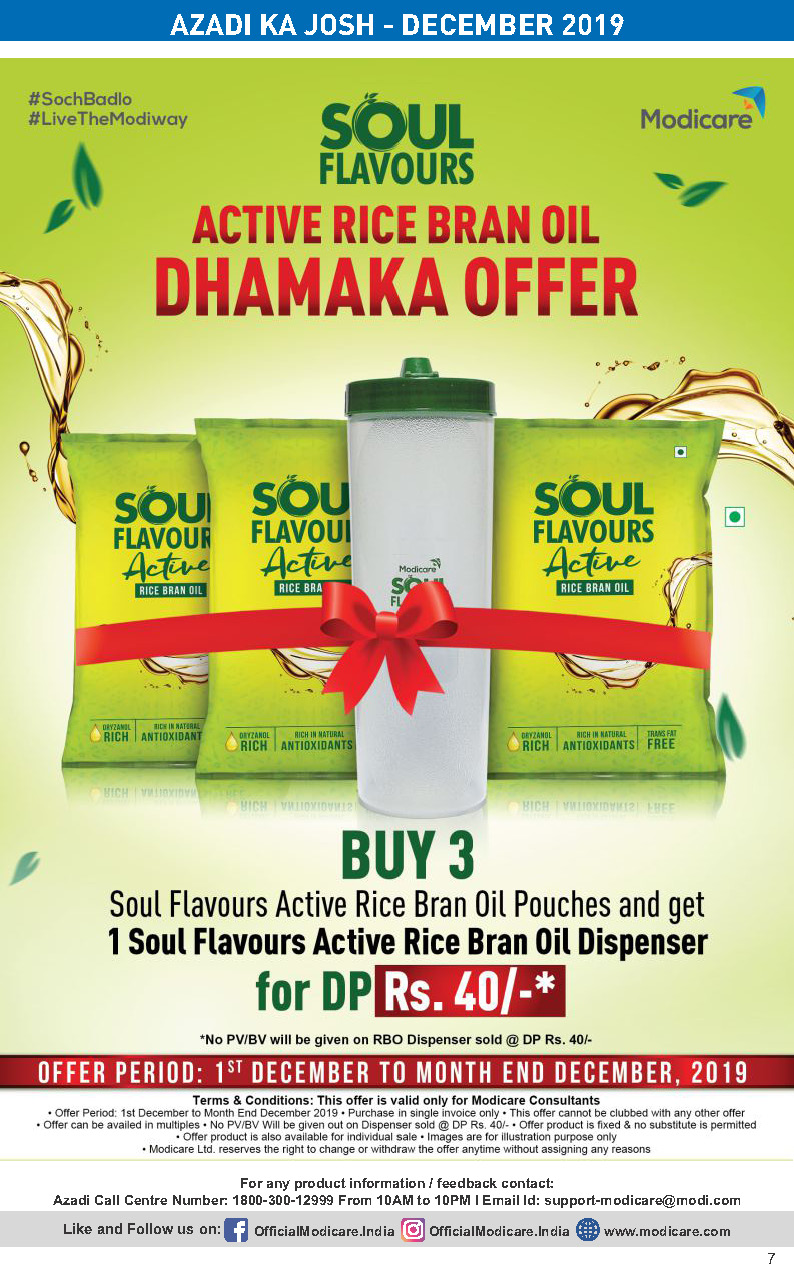 AZADI KA JOSH - DECEMBER 2019
#SochBadlo
#LiveTheModiway
SOUL
FLAVOURS
Modicare
ACTIVE RICE BRAN OIL
DHAMAKA OFFER
SOU
FLAVOUR
Active
RICE BRAN OIL
ORYZANOL
RICH
RICH IN NATURAL
ANTIOXIDANT
SOU
FLAVOU
Active
RICE BRA
ORYZANOL
RICH
RICH IN NATURAL
ANTIOXIDANTS
Modicare
SOUL
FL
SOUL
FLAVOURS
Active
RICE BRAN OIL
ORYZANOL
RICH
RICH IN NATURAL
ANTIOXIDANTS
TRANS FAT
FREE
BUY 3
Soul Flavours Active Rice Bran Oil Pouches and get
1 Soul Flavours Active Rice Bran Oil Dispenser
for DP Rs. 40/-*
*No PV/BV will be given on RBO Dispenser sold @ DP Rs. 40/-
OFFER PERIOD: 1ST DECEMBER TO MONTH END DECEMBER, 2019
Terms & Conditions: This offer is valid only for Modicare Consultants
• Offer Period: 1st December to Month End December 2019 • Purchase in single invoice only • This offer cannot be clubbed with any other offer
• Offer can be availed in multiples • No PV/BV Will be given out on Dispenser sold @ DP Rs. 40/- • Offer product is fixed & no substitute is permitted
• Offer product is also available for individual sale • Images are for illustration purpose only
• Modicare Ltd. reserves the right to change or withdraw the offer anytime without assigning any reasons
For any product information / feedback contact:
Azadi Call Centre Number: 1800-300-12999 From 10AM to 10PM I Email Id: support-modicare@modi.com
Like and Follow us on: OfficialModicare.India OfficialModicare.India www.modicare.com
7